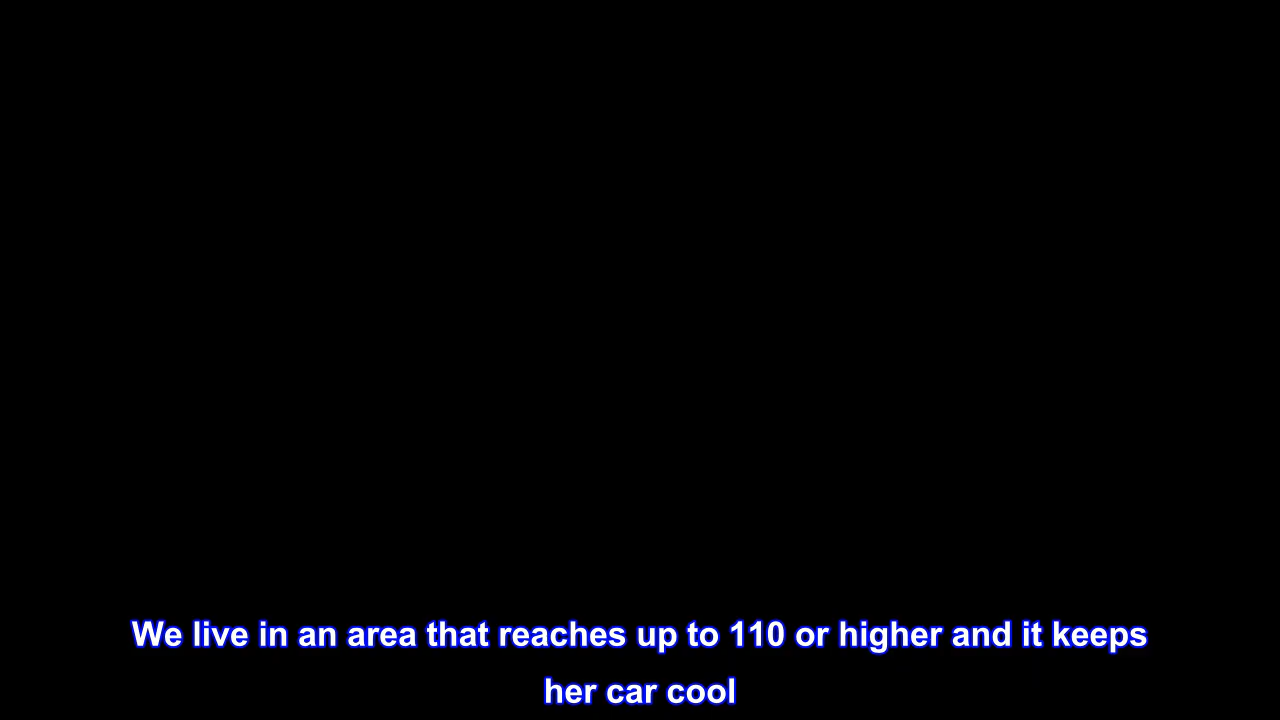 We live in an area that reaches up to 110 or higher and it keeps
her car cool